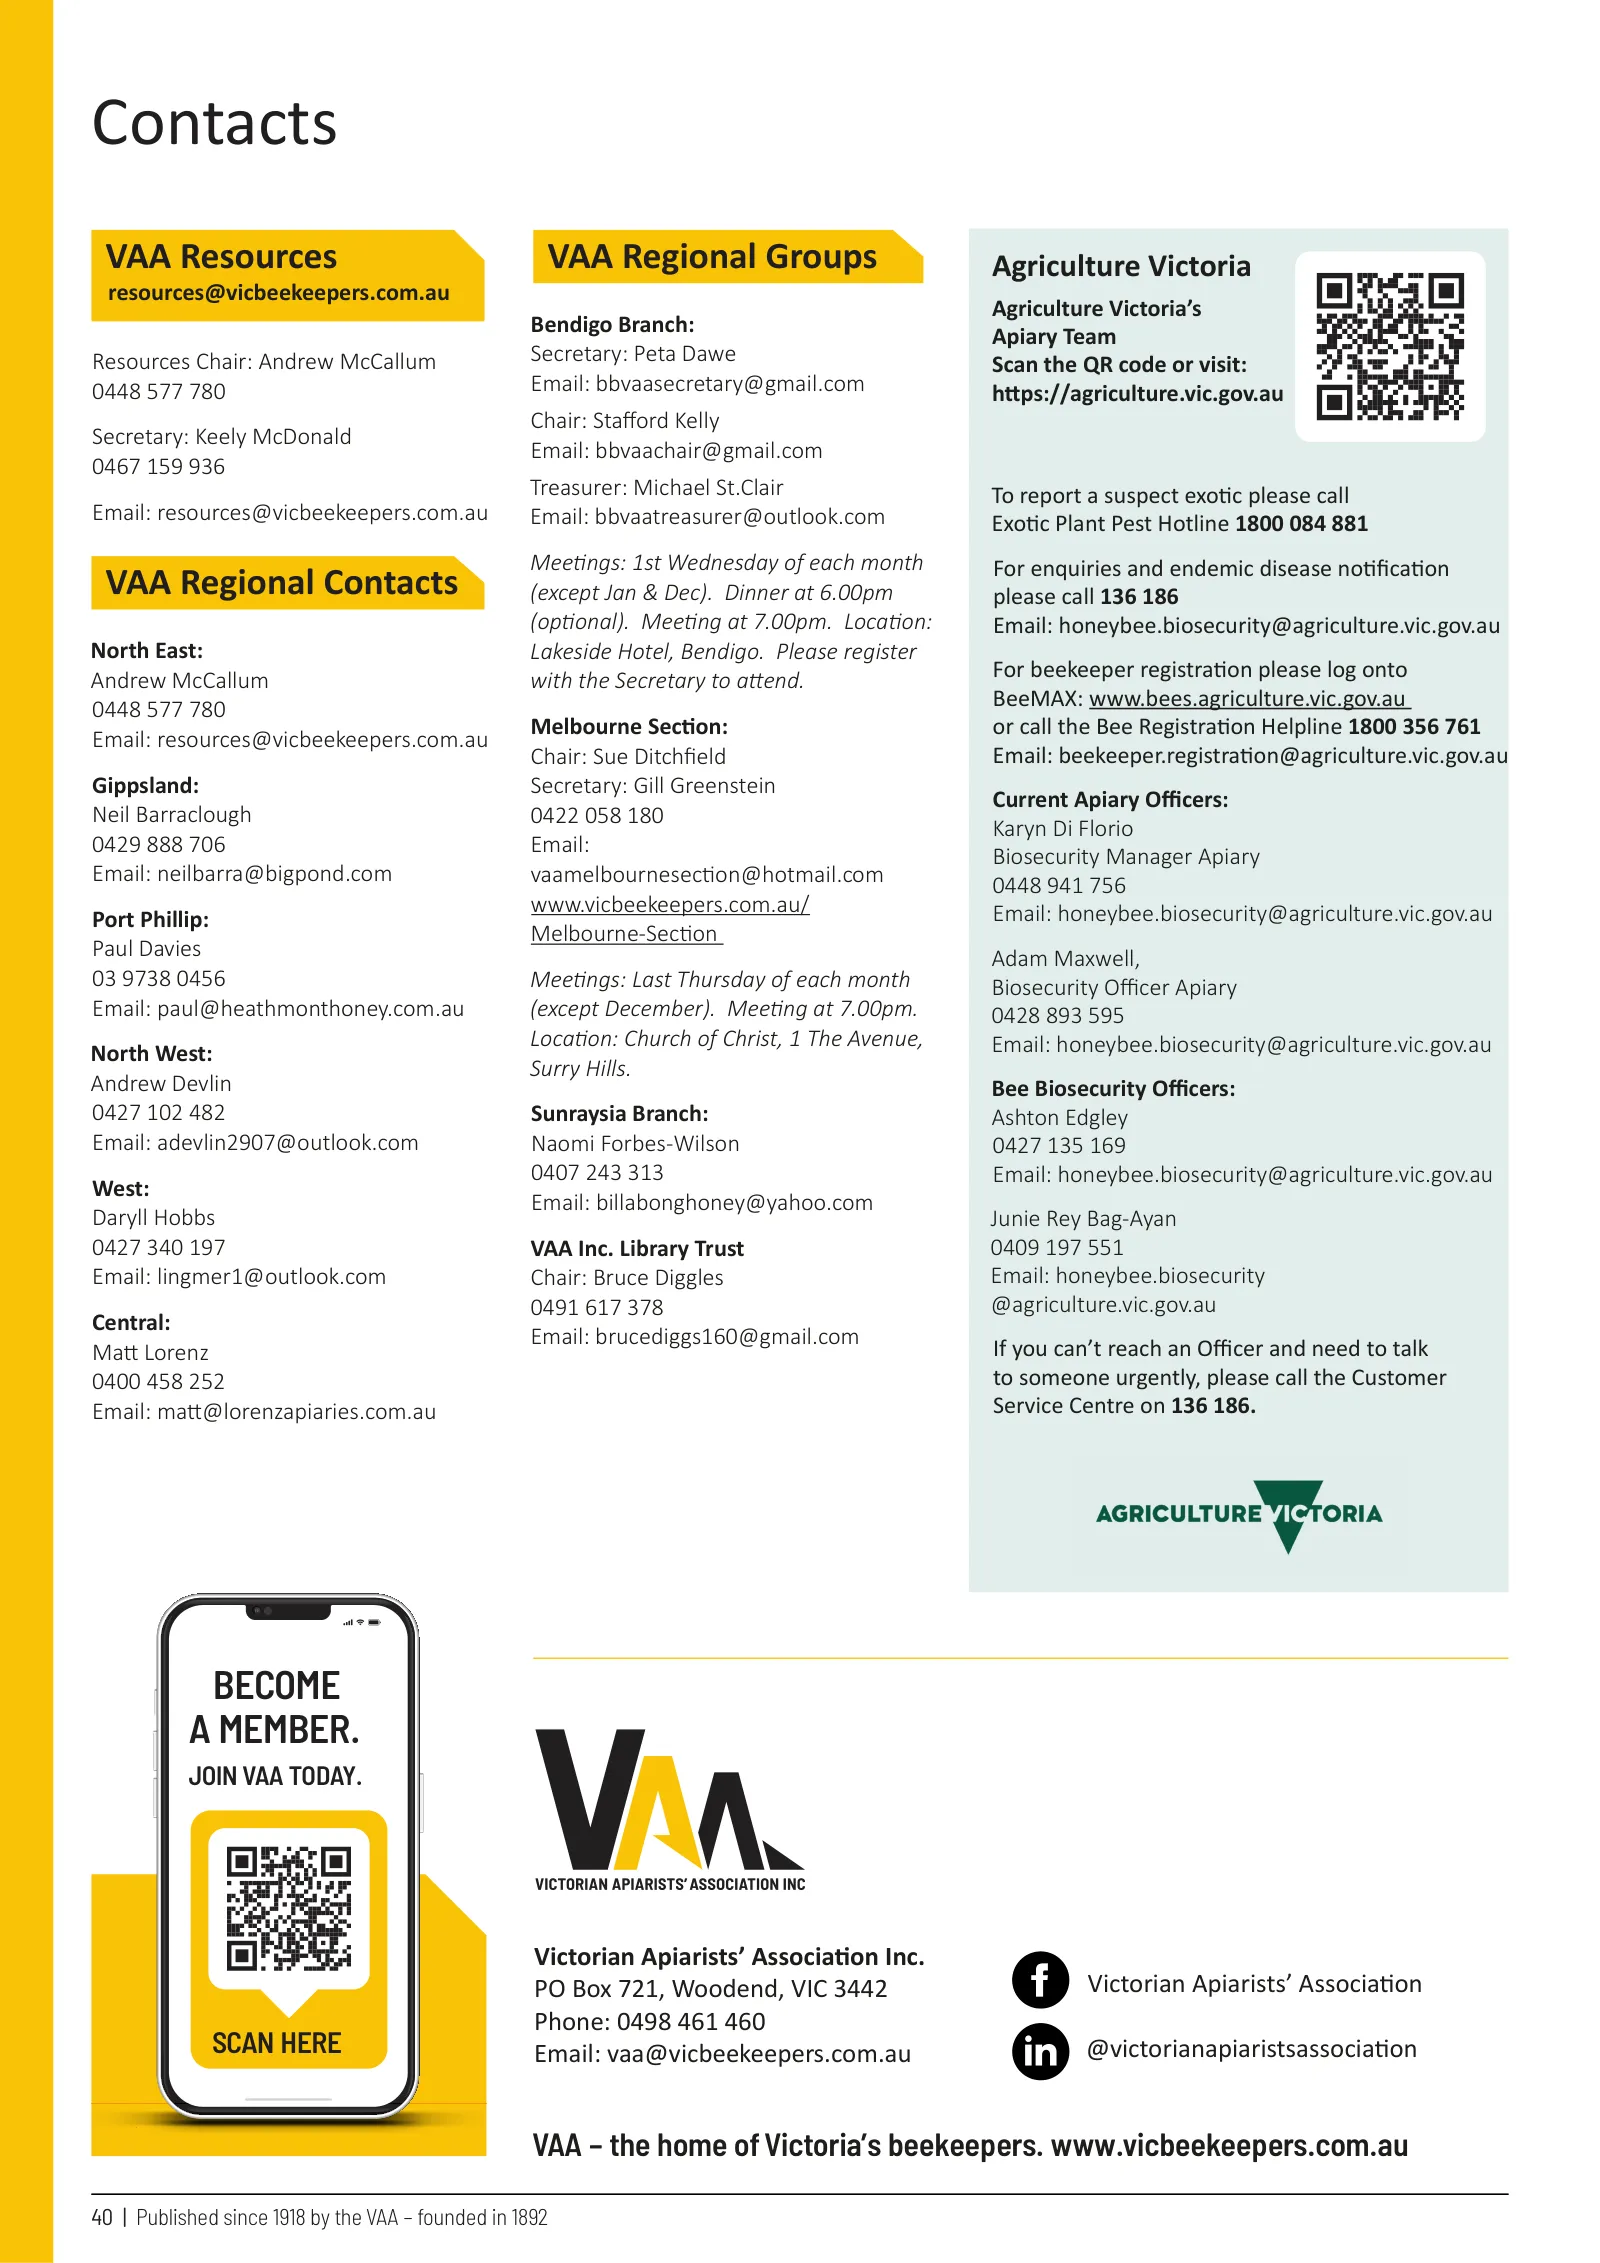 Contacts
VAA Resources
resources@vicbeekeepers.com.au
Resources Chair: Andrew McCallum
0448 577 780
Secretary: Keely McDonald
0467 159 936
Email: resources@vicbeekeepers.com.au
VAA Regional Contacts
North East:
Andrew McCallum
0448 577 780
Email: resources@vicbeekeepers.com.au
Gippsland:
Neil Barraclough
0429 888 706
Email: neilbarra@bigpond.com
Port Phillip:
Paul Davies
03 9738 0456
Email: paul@heathmonthoney.com.au
North West:
Andrew Devlin
0427 102 482
Email: adevlin2907@outlook.com
West:
Daryll Hobbs
0427 340 197
Email: lingmer1@outlook.com
Central:
Matt Lorenz
0400 458 252
Email: matt@lorenzapiaries.com.au
VAA Regional Groups
Bendigo Branch:
Secretary: Peta Dawe
Email: bbvaasecretary@gmail.com
Chair: Stafford Kelly
Email: bbvaachair@gmail.com
Treasurer: Michael St.Clair
Email: bbvaatreasurer@outlook.com
Meetings: 1st Wednesday of each month
(except Jan & Dec).  Dinner at 6.00pm
(optional).  Meeting at 7.00pm.  Location:
Lakeside Hotel, Bendigo.  Please register
with the Secretary to attend.
Melbourne Section:
Chair: Sue Ditchfield
Secretary: Gill Greenstein
0422 058 180
Email:
vaamelbournesection@hotmail.com
www.vicbeekeepers.com.au/
Melbourne-Section
Meetings: Last Thursday of each month
(except December).  Meeting at 7.00pm.
Location: Church of Christ, 1 The Avenue,
Surry Hills.
Sunraysia Branch:
Naomi Forbes-Wilson
0407 243 313
Email: billabonghoney@yahoo.com
VAA Inc. Library Trust
Chair: Bruce Diggles
0491 617 378
Email: brucediggs160@gmail.com
Agriculture Victoria
Agriculture Victoria's
Apiary Team
Scan the QR code or visit:
https://agriculture.vic.gov.au
To report a suspect exotic please call
Exotic Plant Pest Hotline 1800 084 881
For enquiries and endemic disease notification
please call 136 186
Email: honeybee.biosecurity@agriculture.vic.gov.au
For beekeeper registration please log onto
BeeMAX: www.bees.agriculture.vic.gov.au
or call the Bee Registration Helpline 1800 356 761
Email: beekeeper.registration@agriculture.vic.gov.au
Current Apiary Officers:
Karyn Di Florio
Biosecurity Manager Apiary
0448 941 756
Email: honeybee.biosecurity@agriculture.vic.gov.au
Adam Maxwell,
Biosecurity Officer Apiary
0428 893 595
Email: honeybee.biosecurity@agriculture.vic.gov.au
Bee Biosecurity Officers:
Ashton Edgley
0427 135 169
Email: honeybee.biosecurity@agriculture.vic.gov.au
Junie Rey Bag-Ayan
0409 197 551
Email: honeybee.biosecurity
@agriculture.vic.gov.au
If you can't reach an Officer and need to talk
to someone urgently, please call the Customer
Service Centre on 136 186.
AGRICULTURE VICTORIA
BECOME
A MEMBER.
JOIN VAA TODAY.
SCAN HERE
VAA
VICTORIAN APIARISTS' ASSOCIATION INC
Victorian Apiarists' Association Inc.
PO Box 721, Woodend, VIC 3442
Phone: 0498 461 460
Email: vaa@vicbeekeepers.com.au
f Victorian Apiarists' Association
in @victorianapiaristsassociation
VAA – the home of Victoria's beekeepers. www.vicbeekeepers.com.au
40 | Published since 1918 by the VAA – founded in 1892